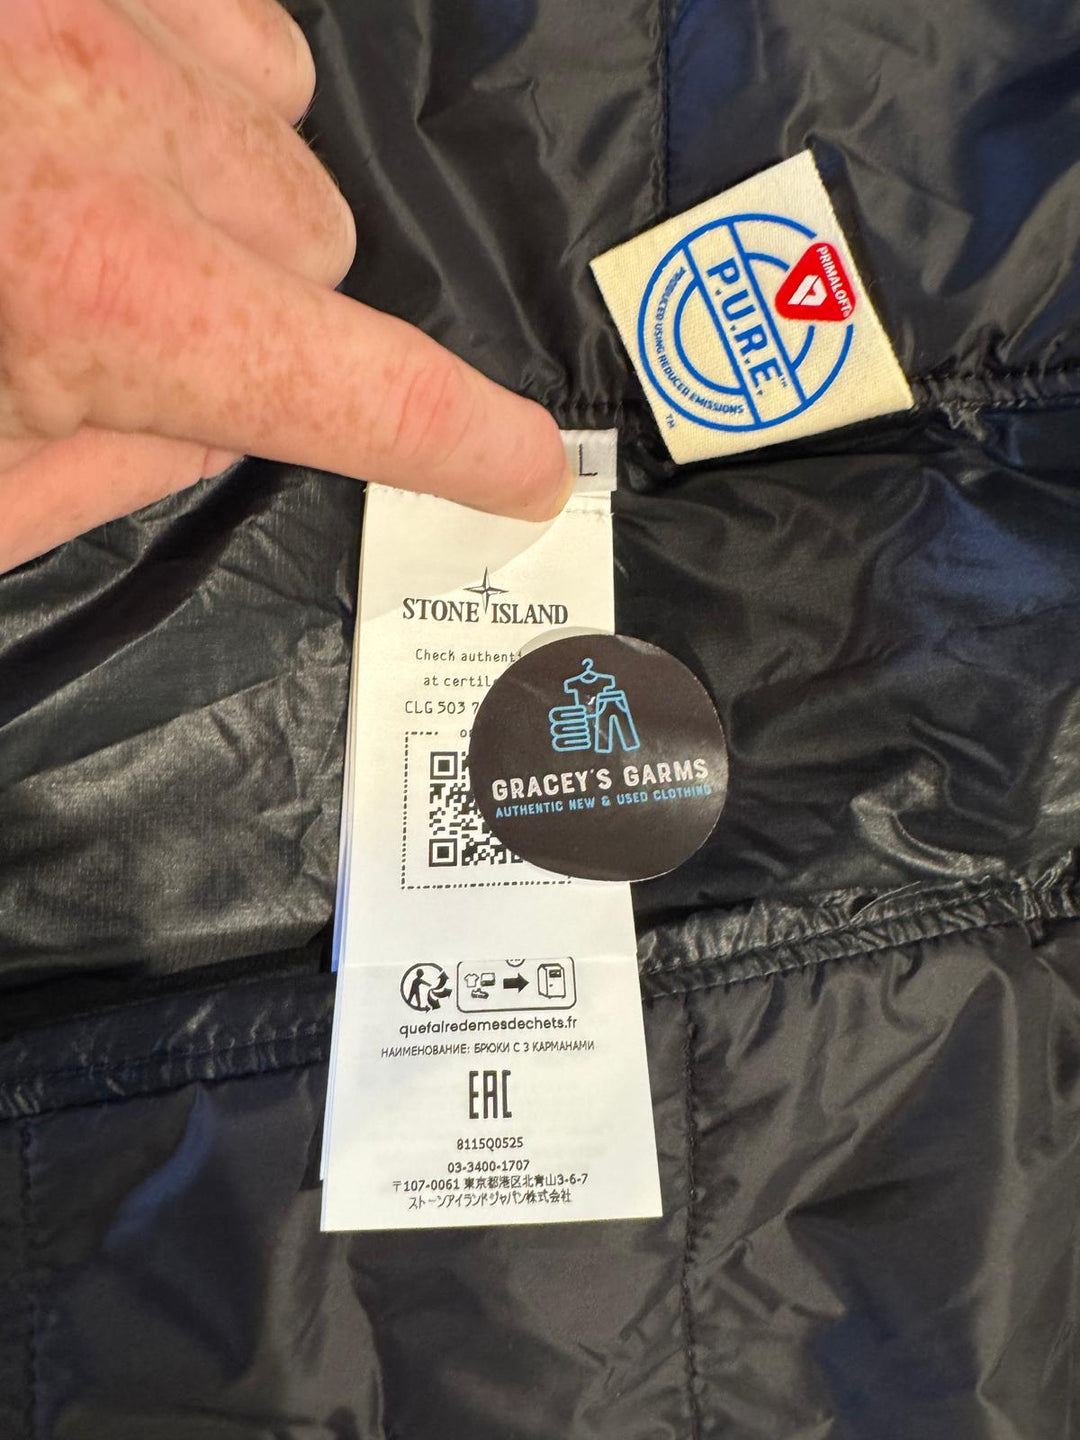 PRIMALOFT®
P.U.R.E.™
PRODUCED USING REDUCED EMISSIONS
TM
L
STONE ISLAND
Check
at
CLG 503
GRACEY'S GARMS
AUTHENTIC NEW & USED CLOTHING
quefairedemesdechets.fr
НАИМЕНОВАНИЕ: БРЮКИ С 3 КАРМАНАМИ
EAC
8115Q0525
03-3400-1707
〒107-0061 東京都港区北青山3-6-7
ストーンアイランドジャパン株式会社